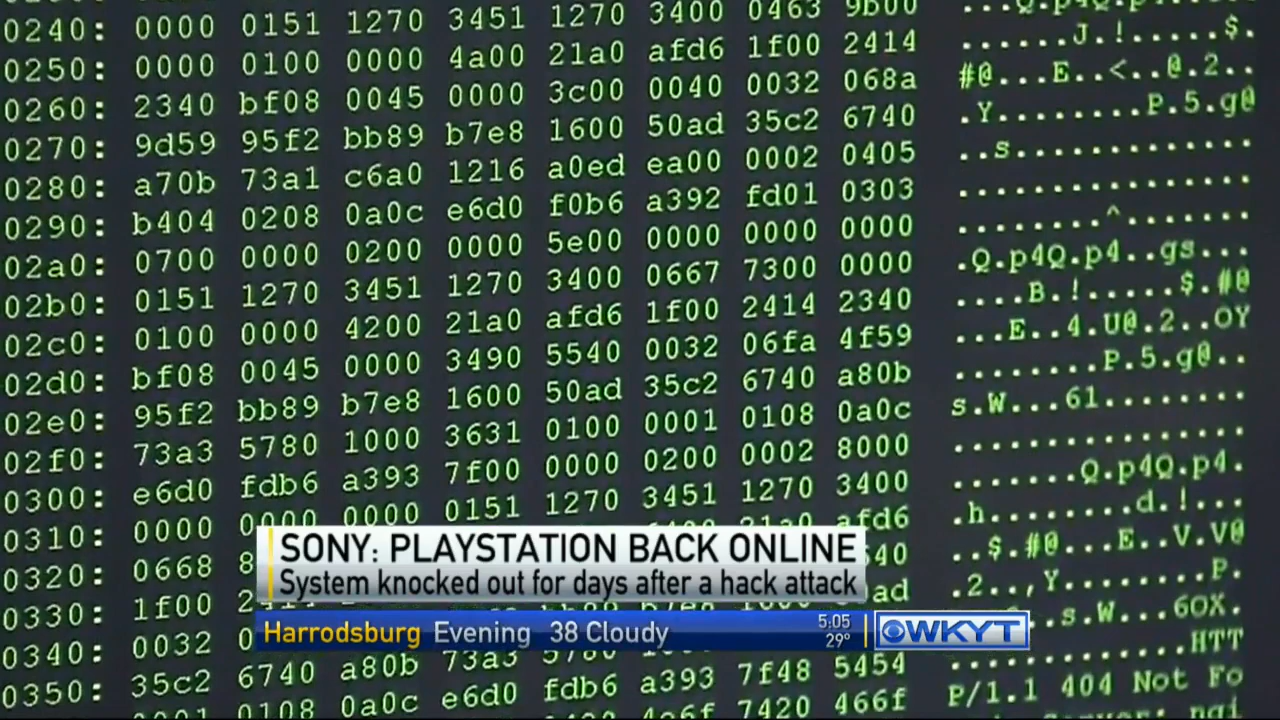 0240: 0000 0151 1270 3451 1270 3400 0463 9b00
0250: 0000 0100 0000 4a00 21a0 afd6 1f00 2414 ......J.!.....$.
0260: 2340 bf08 0045 0000 3c00 0040 0032 068a #@...E..<..@.2..
0270: 9d59 95f2 bb89 b7e8 1600 50ad 35c2 6740 .Y........P.5.g@
0280: a70b 73a1 c6a0 1216 a0ed ea00 0002 0405 ..s.............
0290: b404 0208 0a0c e6d0 f0b6 a392 fd01 0303 ................
02a0: 0700 0000 0200 0000 5e00 0000 0000 0000 ........^.......
02b0: 0151 1270 3451 1270 3400 0667 7300 0000 .Q.p4Q.p4..gs...
02c0: 0100 0000 4200 21a0 afd6 1f00 2414 2340 ....B.!.....$.#@
02d0: bf08 0045 0000 3490 5540 0032 06fa 4f59 ...E..4.U@.2..OY
02e0: 95f2 bb89 b7e8 1600 50ad 35c2 6740 a80b ........P.5.g@..
02f0: 73a3 5780 1000 3631 0100 0001 0108 0a0c s.W...61........
0300: e6d0 fdb6 a393 7f00 0000 0200 0002 8000 ................
0310: 0000 0000 0000 0151 1270 3451 1270 3400 .......Q.p4Q.p4.
0320: 0668 afd6 .h........d.!...
0330: 1f00 ..$.#@...E..V.V@
0340: 0032 .2..,Y........P.
0350: 35c2 6740 a80b 73a3 .s.W...6OX.
0108 0a0c e6d0 fdb6 a393 7f48 5454 .............HTT
7420 466f P/1.1 404 Not Fo
SONY: PLAYSTATION BACK ONLINE
System knocked out for days after a hack attack
Harrodsburg Evening 38 Cloudy
5:05
29°
WKYT